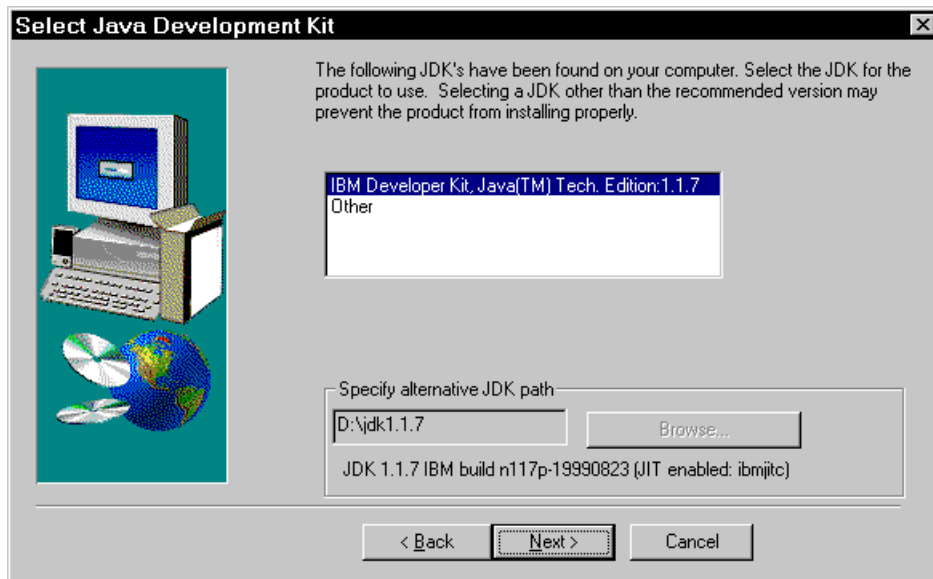 Select Java Development Kit
The following JDK's have been found on your computer. Select the JDK for the
product to use.  Selecting a JDK other than the recommended version may
prevent the product from installing properly.
IBM Developer Kit, Java(TM) Tech. Edition:1.1.7
Other
Specify alternative JDK path
D:\jdk1.1.7
Browse...
JDK 1.1.7 IBM build n117p-19990823 (JIT enabled: ibmjitc)
< Back
Next >
Cancel